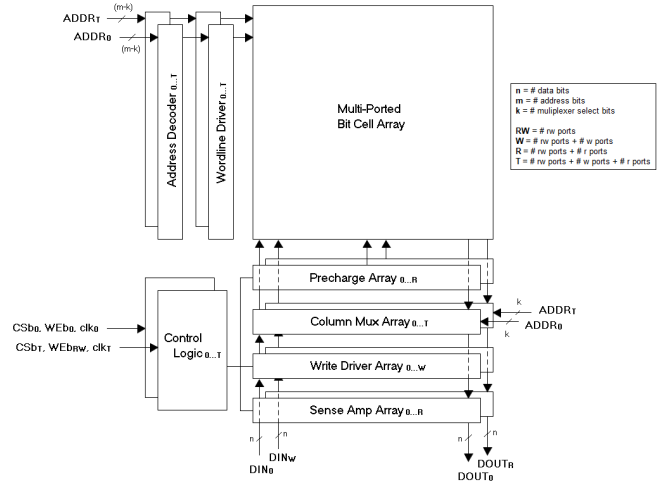 ADDRT
(m-k)
ADDR0
(m-k)
Address Decoder 0...T
Wordline Driver 0...T
Multi-Ported
Bit Cell Array
n = # data bits
m = # address bits
k = # muliplexer select bits
RW = # rw ports
W = # rw ports + # w ports
R = # rw ports + # r ports
T = # rw ports + # w ports + # r ports
Precharge Array 0...R
Column Mux Array 0...T
k
ADDRT
k
ADDR0
CSb0, WEb0, clk0
CSbT, WEbRW, clkT
Control
Logic 0...T
Write Driver Array 0...W
Sense Amp Array 0...R
n
n
n
n
DINW
DIN0
DOUTR
DOUT0